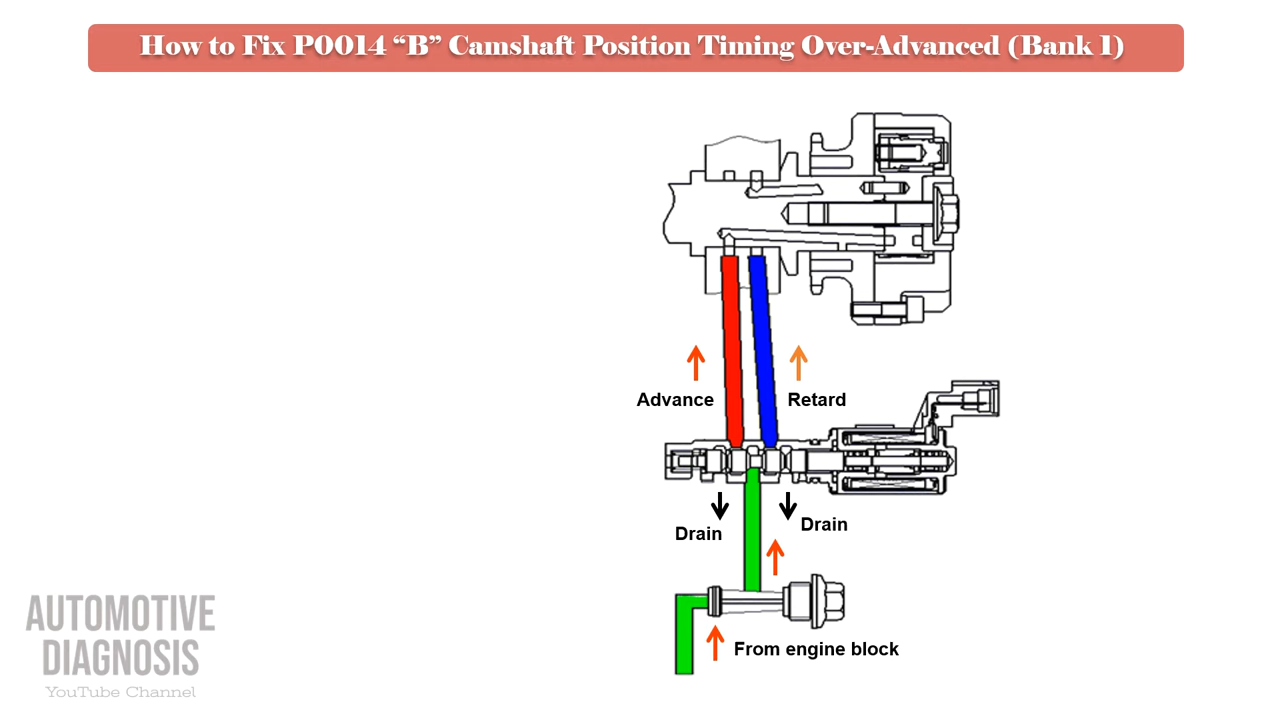 How to Fix P0014 “B” Camshaft Position Timing Over-Advanced (Bank 1)
Advance
Retard
Drain
Drain
From engine block
AUTOMOTIVE
DIAGNOSIS
YouTube Channel